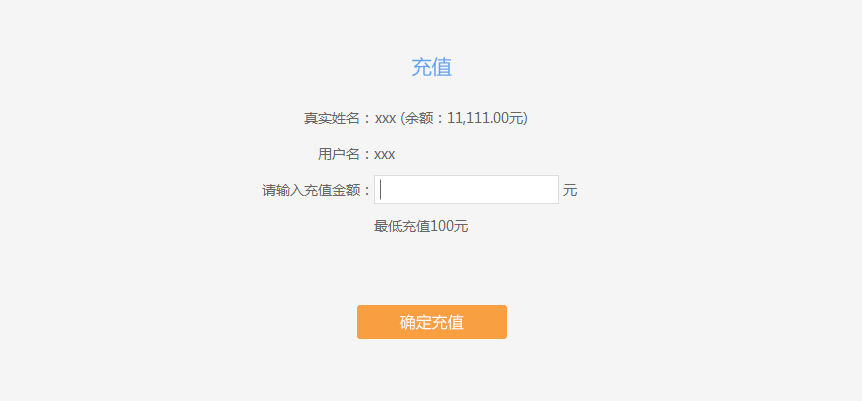 充值
真实姓名：xxx (余额：11,111.00元)
用户名：xxx
请输入充值金额： 元
最低充值100元
确定充值